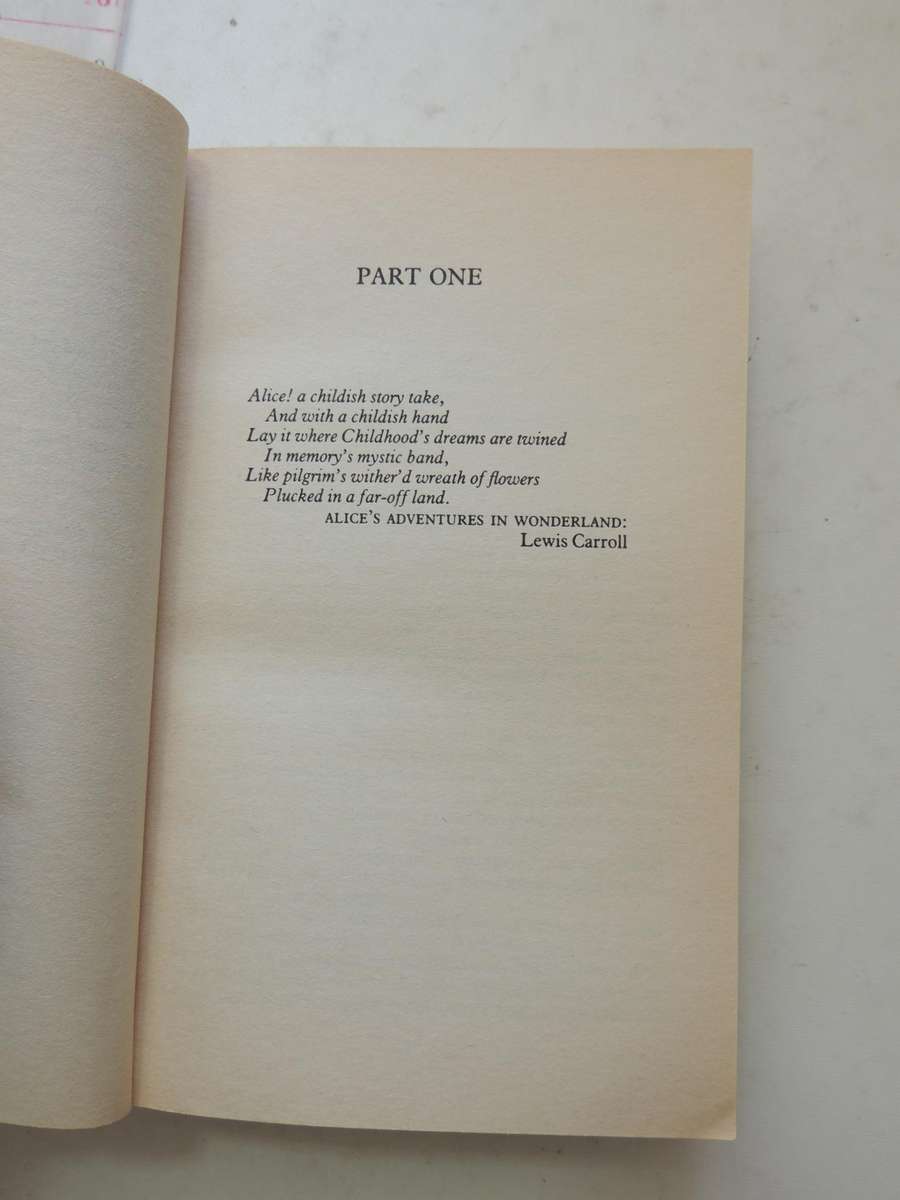 PART ONE
Alice! a childish story take,
And with a childish hand
Lay it where Childhood's dreams are twined
In memory's mystic band,
Like pilgrim's wither'd wreath of flowers
Plucked in a far-off land.
ALICE'S ADVENTURES IN WONDERLAND:
Lewis Carroll